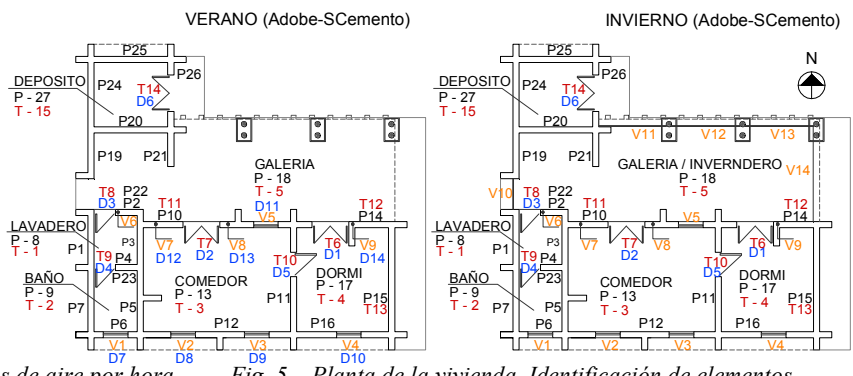 VERANO (Adobe-SCemento)
P25
P24
P26
DEPOSITO
P - 27
T - 15
T14
D6
P20
P19
P21
GALERIA
P - 18
T - 5
D11
T8
D3
P22
P2
V6
T11
P10
V5
T12
P14
LAVADERO
P - 8
T - 1
P1
P3
T9
D4
P4
V7
D12
T7
D2
V8
D13
T6
D1
V9
D14
T10
D5
BAÑO
P - 9
T - 2
P23
P7
P5
COMEDOR
P - 13
T - 3
P11
DORMI
P - 17
T - 4
P15
T13
P6
P12
P16
V1
D7
V2
D8
V3
D9
V4
D10
INVIERNO (Adobe-SCemento)
N
P25
P24
P26
DEPOSITO
P - 27
T - 15
T14
D6
P20
V11
V12
V13
P19
P21
GALERIA / INVERNDERO
P - 18
T - 5
V14
V10
T8
D3
P22
P2
V6
T11
P10
V5
T12
P14
LAVADERO
P - 8
T - 1
P1
P3
T9
D4
P4
V7
T7
D2
V8
T6
D1
V9
T10
D5
BAÑO
P - 9
T - 2
P23
P7
P5
COMEDOR
P - 13
T - 3
P11
DORMI
P - 17
T - 4
P15
T13
P6
P12
P16
V1
V2
V3
V4
s de aire por hora
Fig. 5 Planta de la vivienda. Identificación de elementos